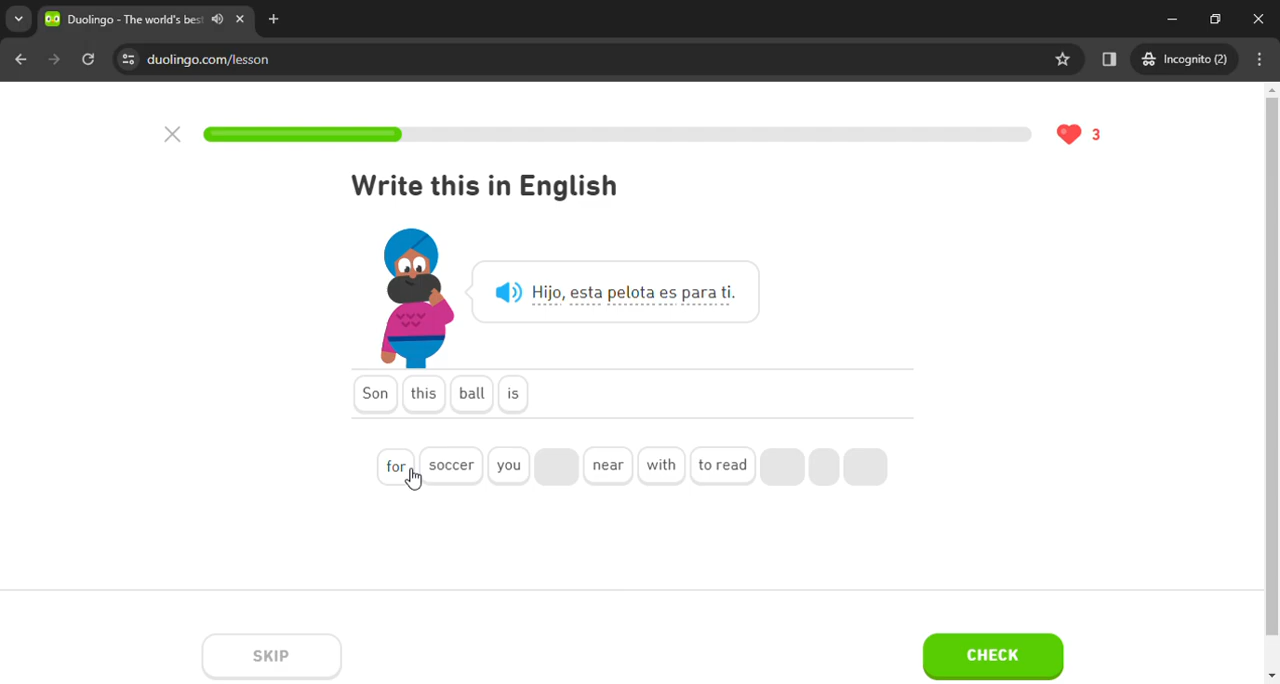 Duolingo - The world's bes
duolingo.com/lesson
Incognito (2)
3
Write this in English
Hijo, esta pelota es para ti.
Son this ball is
for soccer you near with to read
SKIP
CHECK